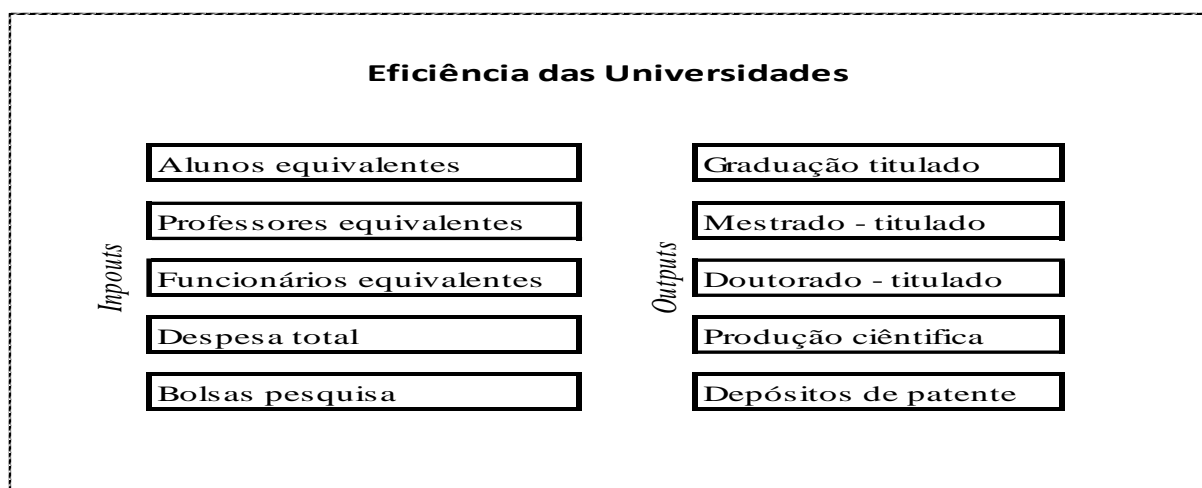 Eficiência das Universidades
Inpouts
Alunos equivalentes
Professores equivalentes
Funcionários equivalentes
Despesa total
Bolsas pesquisa
Outputs
Graduação titulado
Mestrado - titulado
Doutorado - titulado
Produção ciêntifica
Depósitos de patente